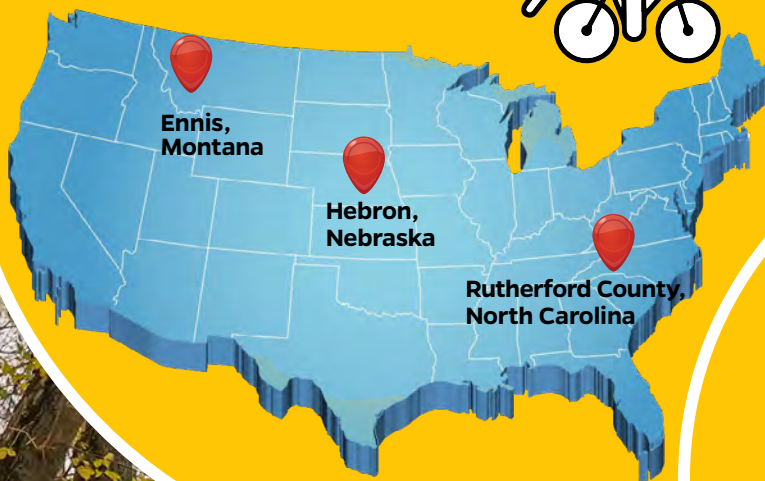 Ennis,
Montana
Hebron,
Nebraska
Rutherford County,
North Carolina